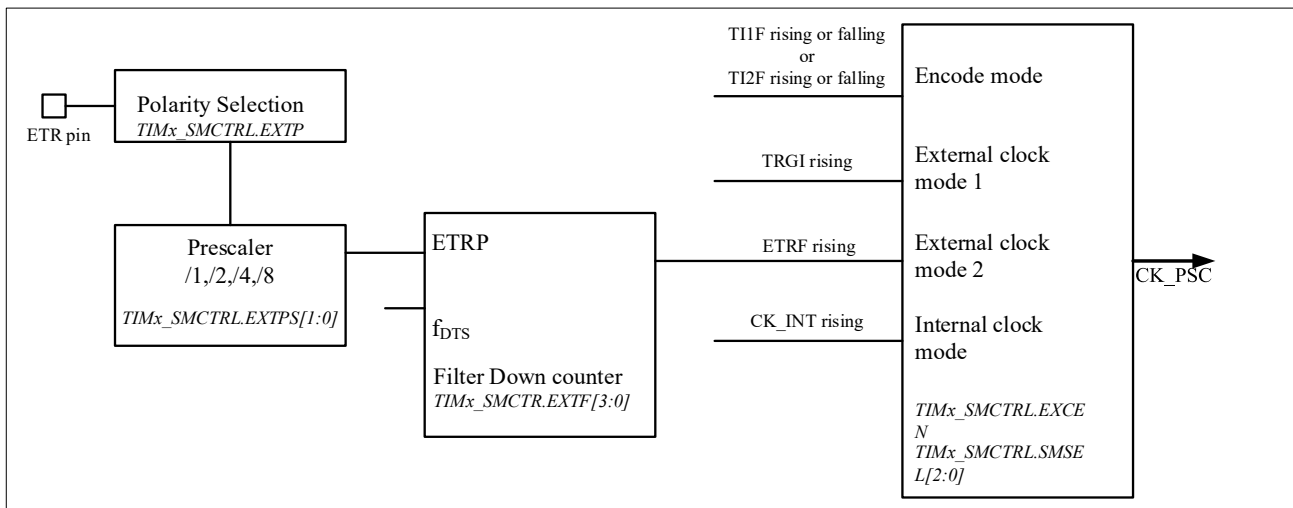 ETR pin
Polarity Selection
TIMx_SMCTRL.EXTP
Prescaler
/1,/2,/4,/8
TIMx_SMCTRL.EXTPS[1:0]
ETRP
fDTS
Filter Down counter
TIMx_SMCTR.EXTF[3:0]
TI1F rising or falling
or
TI2F rising or falling
TRGI rising
ETRF rising
CK_INT rising
Encode mode
External clock
mode 1
External clock
mode 2
Internal clock
mode
TIMx_SMCTRL.EXCE
N
TIMx_SMCTRL.SMSE
L[2:0]
CK_PSC